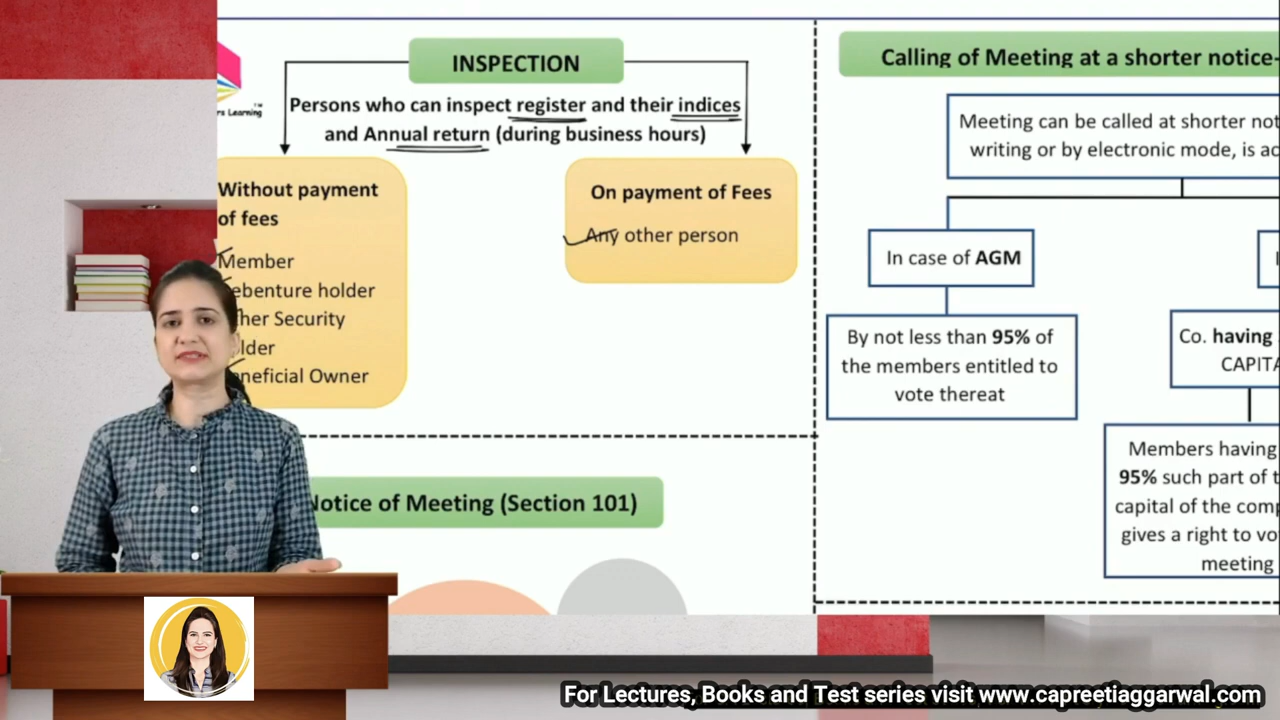 INSPECTION
Persons who can inspect register and their indices
and Annual return (during business hours)
rs Learning
TM
Without payment
of fees
Member
ebenture holder
her Security
lder
neficial Owner
On payment of Fees
Any other person
Notice of Meeting (Section 101)
Calling of Meeting at a shorter notice-
Meeting can be called at shorter not
writing or by electronic mode, is ac
In case of AGM
By not less than 95% of
the members entitled to
vote thereat
Co. having
CAPITA
Members having
95% such part of t
capital of the comp
gives a right to vo
meeting
For Lectures, Books and Test series visit www.capreetiaggarwal.com